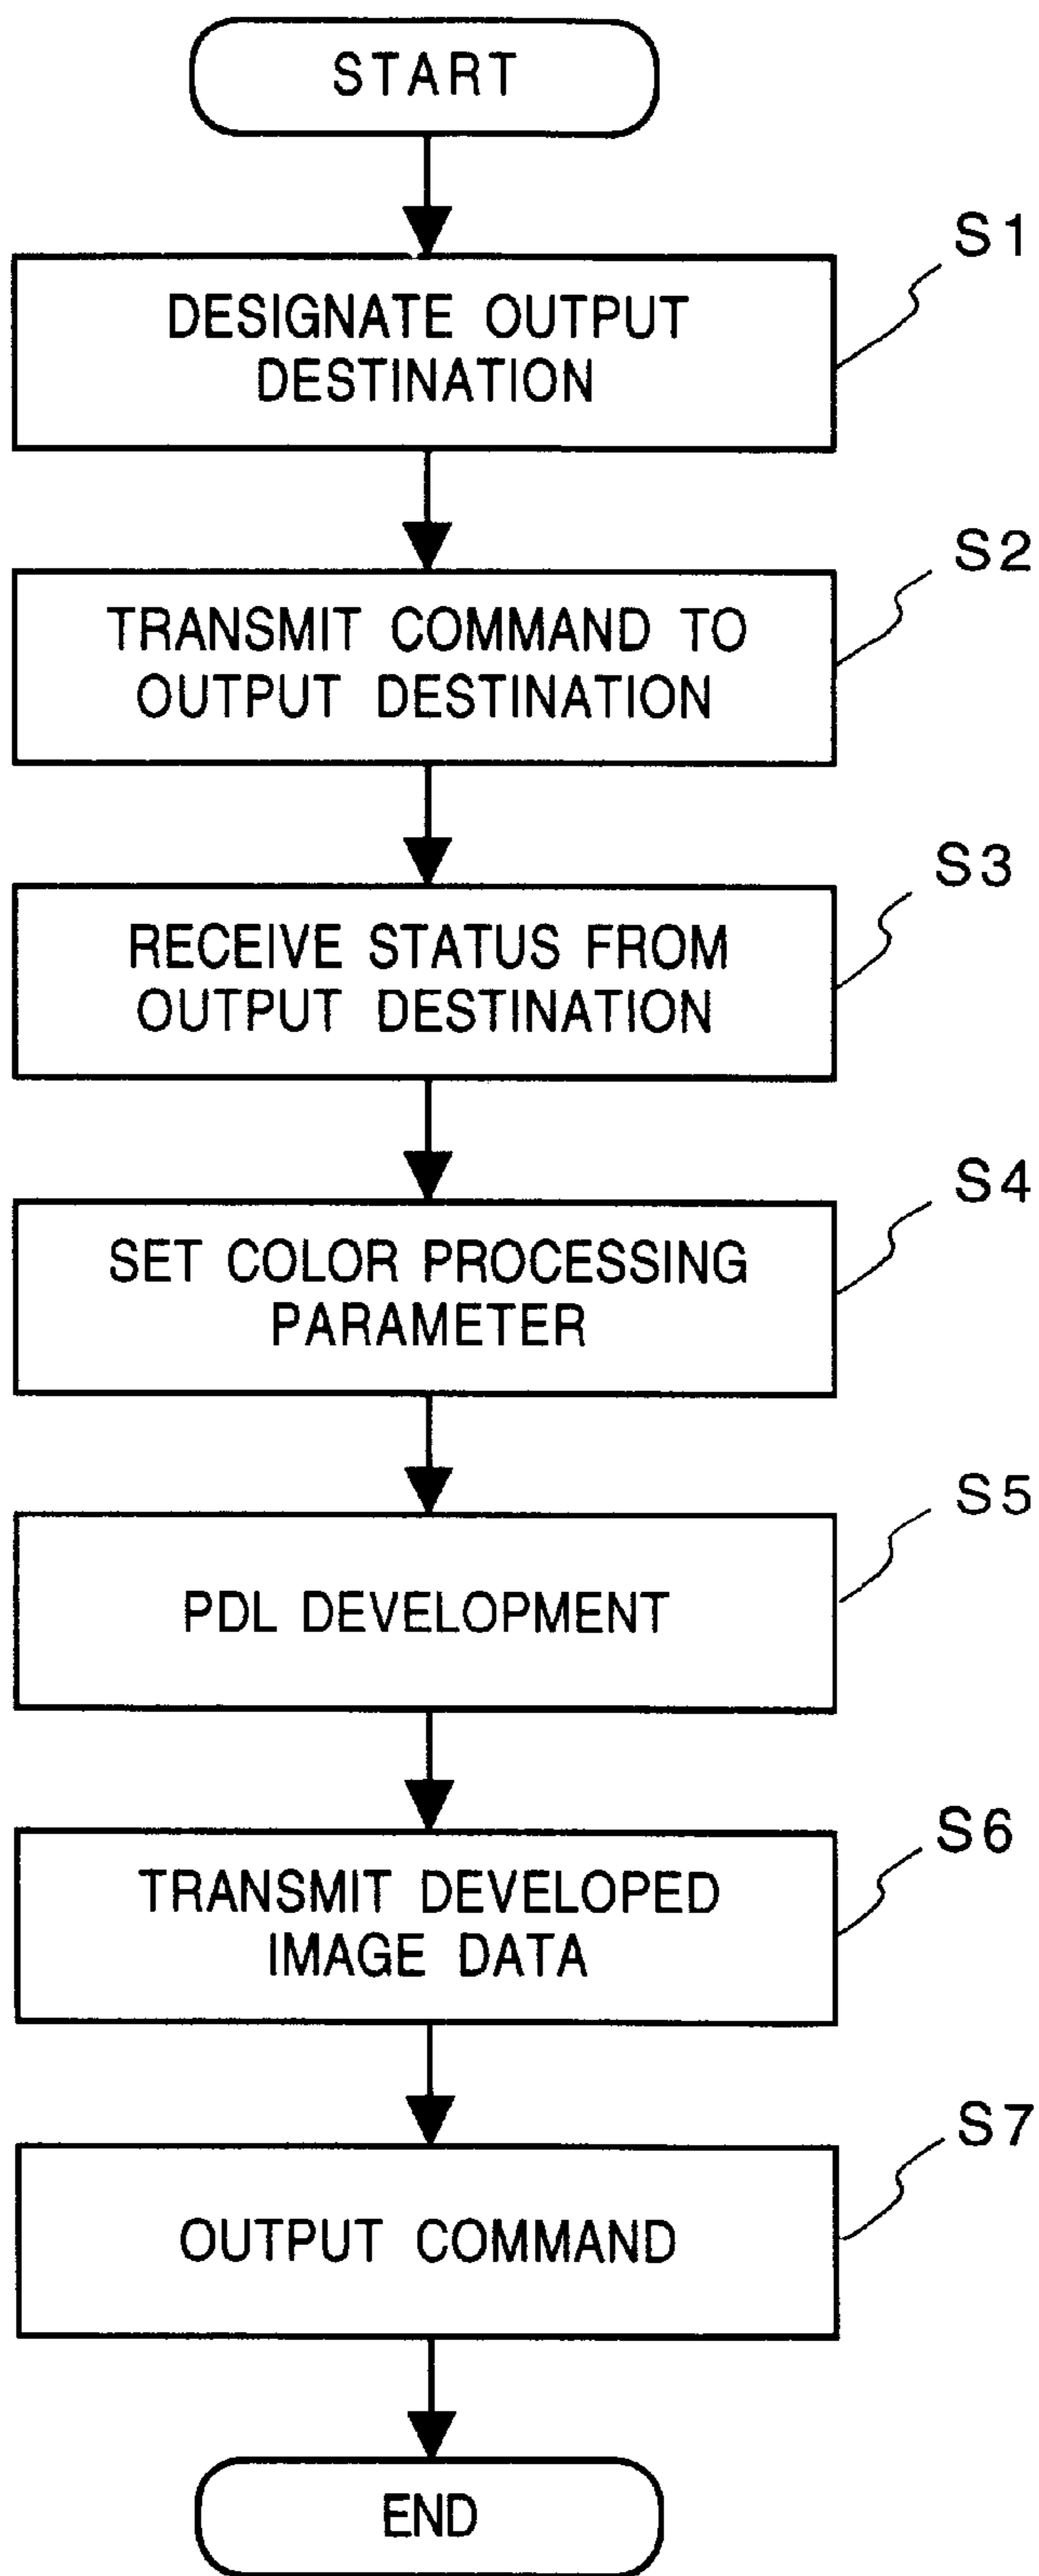 START
S1
DESIGNATE OUTPUT
DESTINATION
S2
TRANSMIT COMMAND TO
OUTPUT DESTINATION
S3
RECEIVE STATUS FROM
OUTPUT DESTINATION
S4
SET COLOR PROCESSING
PARAMETER
S5
PDL DEVELOPMENT
S6
TRANSMIT DEVELOPED
IMAGE DATA
S7
OUTPUT COMMAND
END